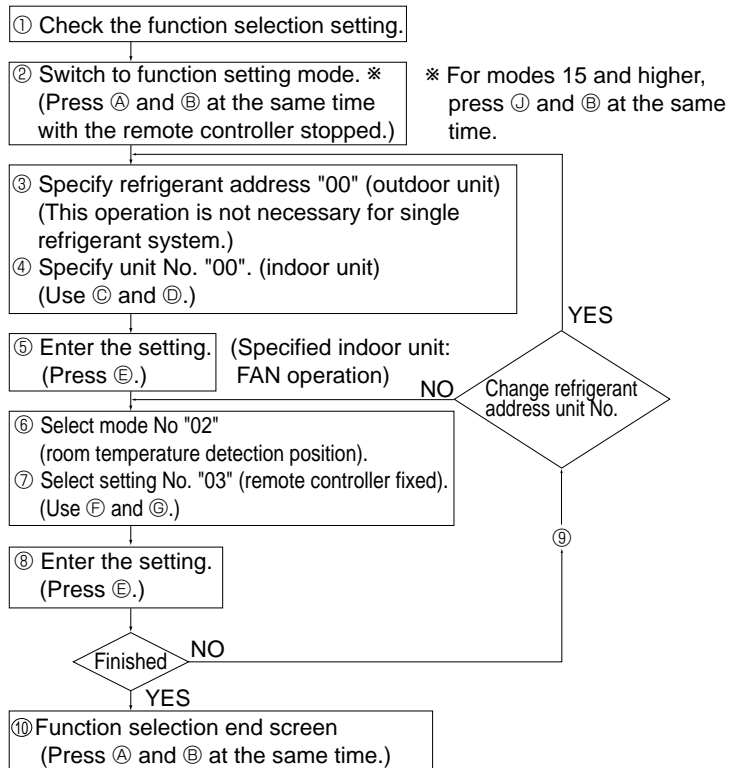 ① Check the function selection setting.
② Switch to function setting mode. ※
(Press Ⓐ and Ⓑ at the same time
with the remote controller stopped.)
※ For modes 15 and higher,
press Ⓙ and Ⓑ at the same
time.
③ Specify refrigerant address "00" (outdoor unit)
(This operation is not necessary for single
refrigerant system.)
④ Specify unit No. "00". (indoor unit)
(Use Ⓒ and Ⓓ.)
YES
⑤ Enter the setting.
(Press Ⓔ.)
(Specified indoor unit:
FAN operation)
NO
Change refrigerant
address unit No.
⑥ Select mode No "02"
(room temperature detection position).
⑦ Select setting No. "03" (remote controller fixed).
(Use Ⓕ and Ⓖ.)
⑨
⑧ Enter the setting.
(Press Ⓔ.)
Finished
NO
YES
⑩ Function selection end screen
(Press Ⓐ and Ⓑ at the same time.)